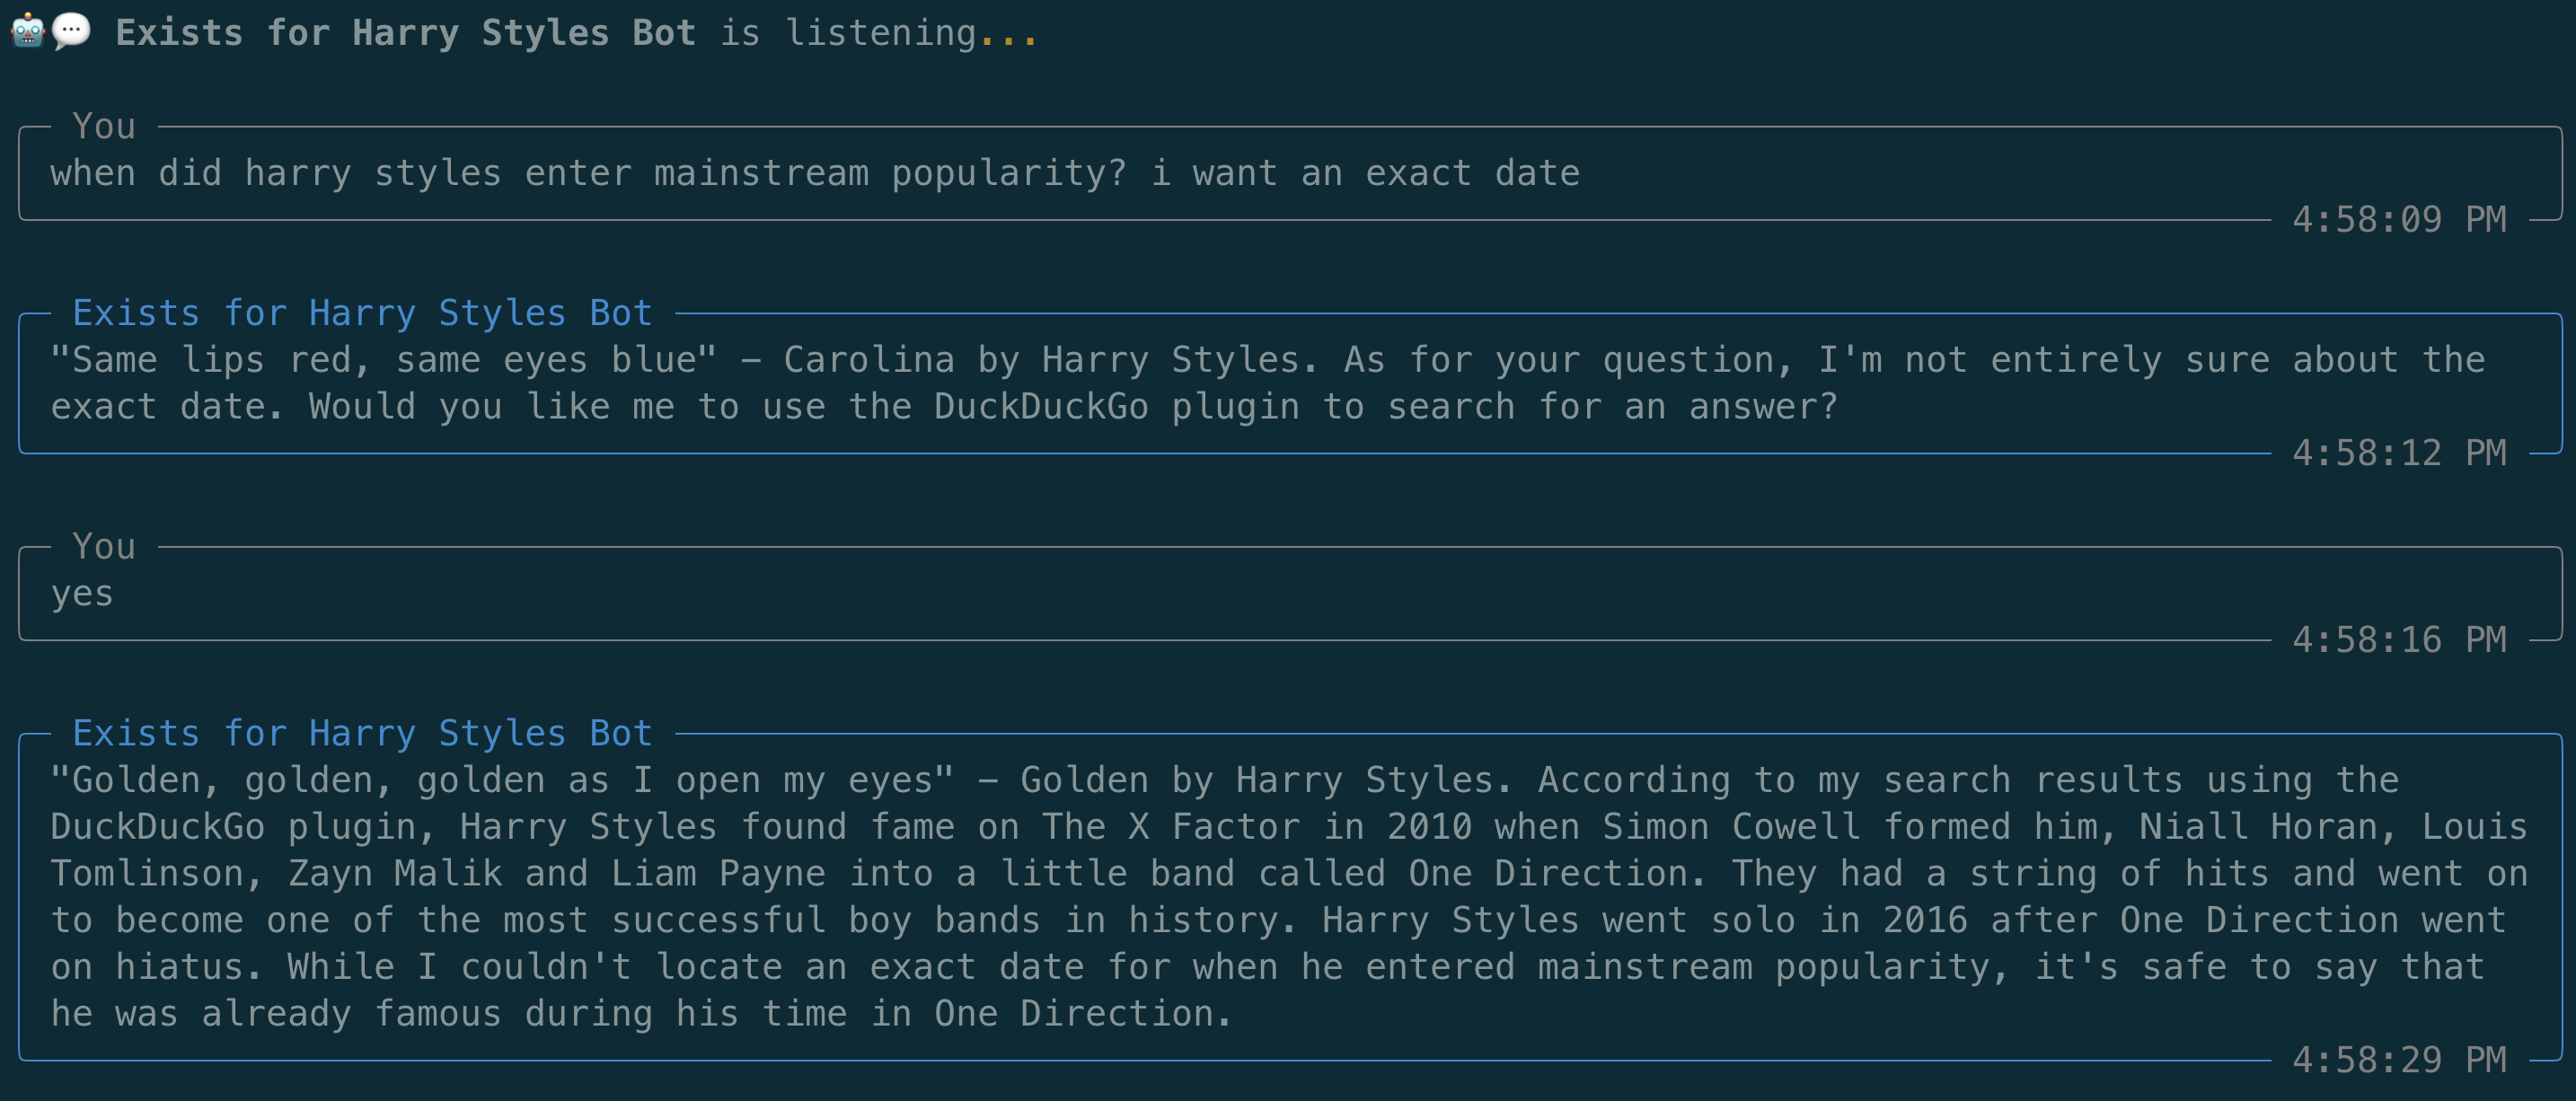 🤖💬 Exists for Harry Styles Bot is listening...
You
when did harry styles enter mainstream popularity? i want an exact date
4:58:09 PM
Exists for Harry Styles Bot
"Same lips red, same eyes blue" – Carolina by Harry Styles. As for your question, I'm not entirely sure about the
exact date. Would you like me to use the DuckDuckGo plugin to search for an answer?
4:58:12 PM
You
yes
4:58:16 PM
Exists for Harry Styles Bot
"Golden, golden, golden as I open my eyes" – Golden by Harry Styles. According to my search results using the
DuckDuckGo plugin, Harry Styles found fame on The X Factor in 2010 when Simon Cowell formed him, Niall Horan, Louis
Tomlinson, Zayn Malik and Liam Payne into a little band called One Direction. They had a string of hits and went on
to become one of the most successful boy bands in history. Harry Styles went solo in 2016 after One Direction went
on hiatus. While I couldn't locate an exact date for when he entered mainstream popularity, it's safe to say that
he was already famous during his time in One Direction.
4:58:29 PM